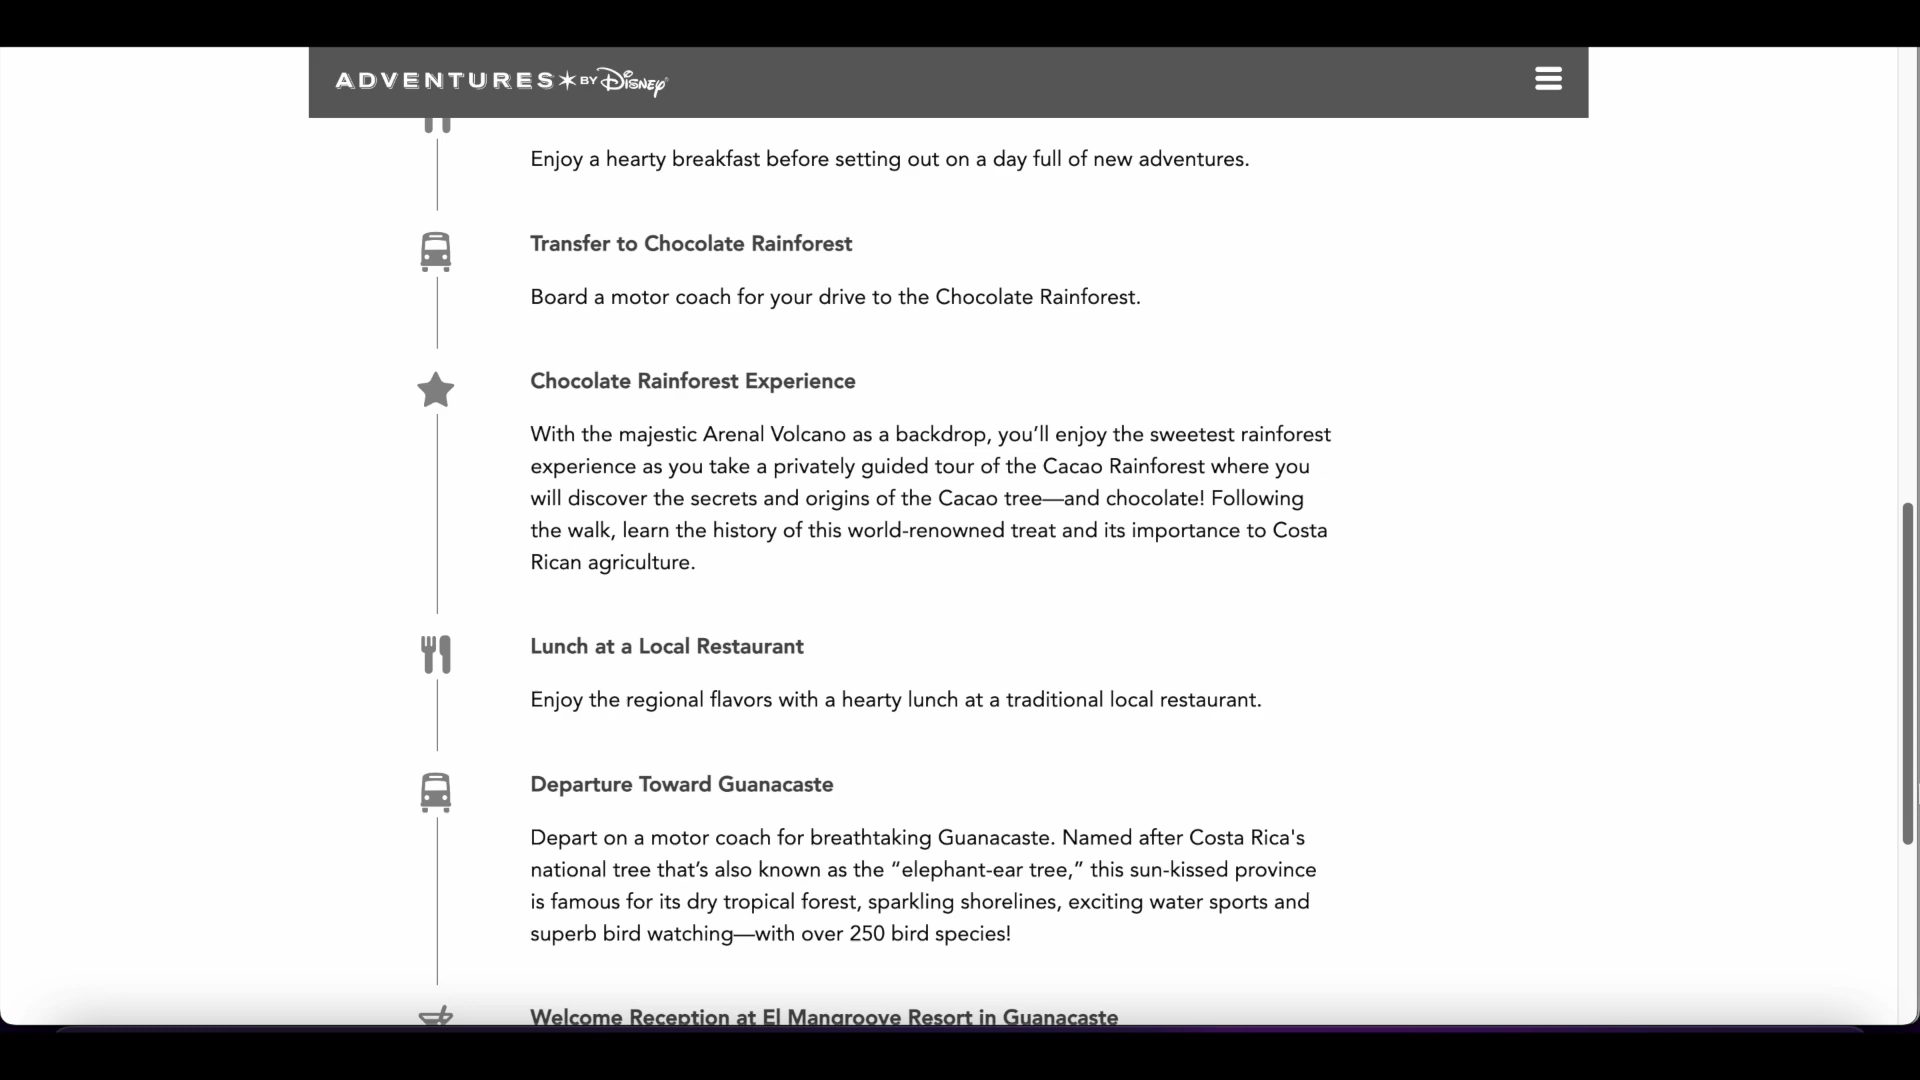 ADVENTURES BY Disney
Enjoy a hearty breakfast before setting out on a day full of new adventures.
Transfer to Chocolate Rainforest
Board a motor coach for your drive to the Chocolate Rainforest.
Chocolate Rainforest Experience
With the majestic Arenal Volcano as a backdrop, you’ll enjoy the sweetest rainforest
experience as you take a privately guided tour of the Cacao Rainforest where you
will discover the secrets and origins of the Cacao tree—and chocolate! Following
the walk, learn the history of this world-renowned treat and its importance to Costa
Rican agriculture.
Lunch at a Local Restaurant
Enjoy the regional flavors with a hearty lunch at a traditional local restaurant.
Departure Toward Guanacaste
Depart on a motor coach for breathtaking Guanacaste. Named after Costa Rica's
national tree that’s also known as the “elephant-ear tree,” this sun-kissed province
is famous for its dry tropical forest, sparkling shorelines, exciting water sports and
superb bird watching—with over 250 bird species!
Welcome Reception at El Mangroove Resort in Guanacaste